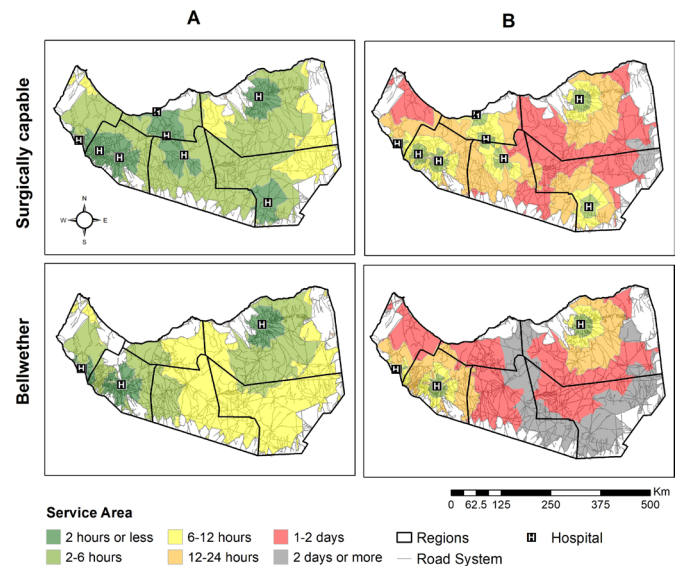 A B
Surgically capable
H H H H H H H H
H H H H H H H H
N
W E
S
Bellwether
H H H
H H H
Km
0 62.5 125 250 375 500
Service Area
2 hours or less 6-12 hours 1-2 days Regions H Hospital
2-6 hours 12-24 hours 2 days or more Road System